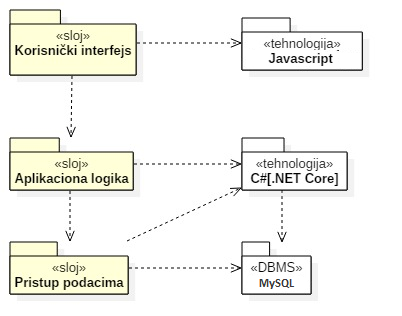 «sloj»
Korisnički interfejs
«tehnologija»
Javascript
«sloj»
Aplikaciona logika
«tehnologija»
C#[.NET Core]
«sloj»
Pristup podacima
«DBMS»
MySQL